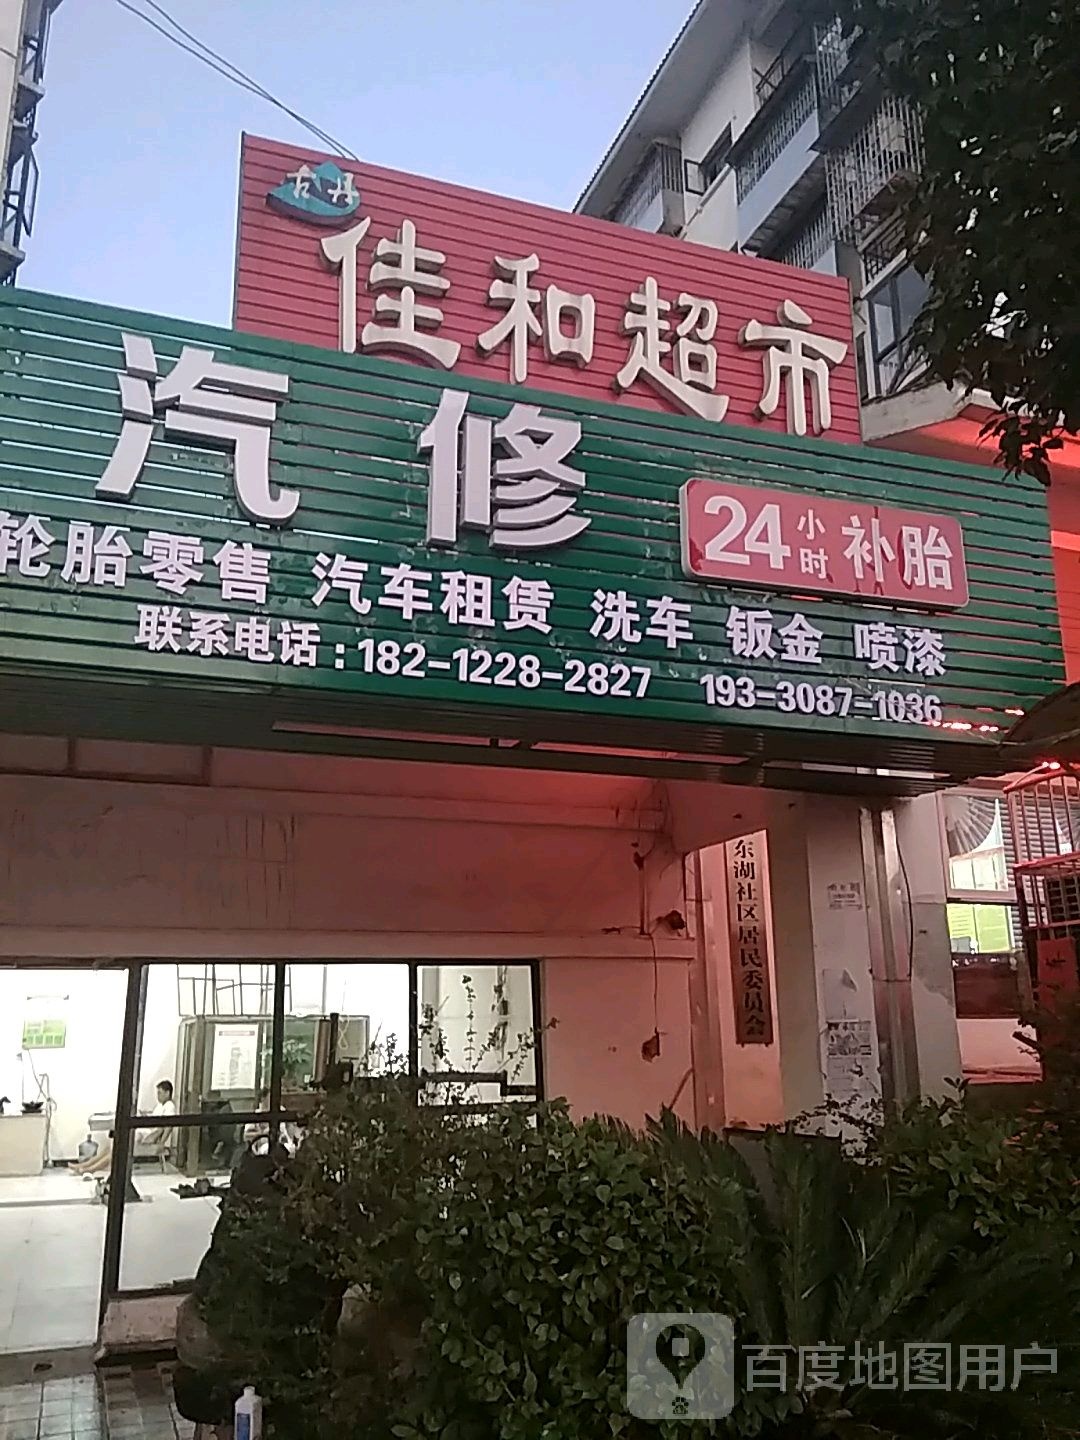 古丹
佳和超市
汽修
24小时补胎
轮胎零售 汽车租赁 洗车 钣金 喷漆
联系电话：182-1228-2827 193-3087-1036
东湖社区居民委员会
百度地图用户